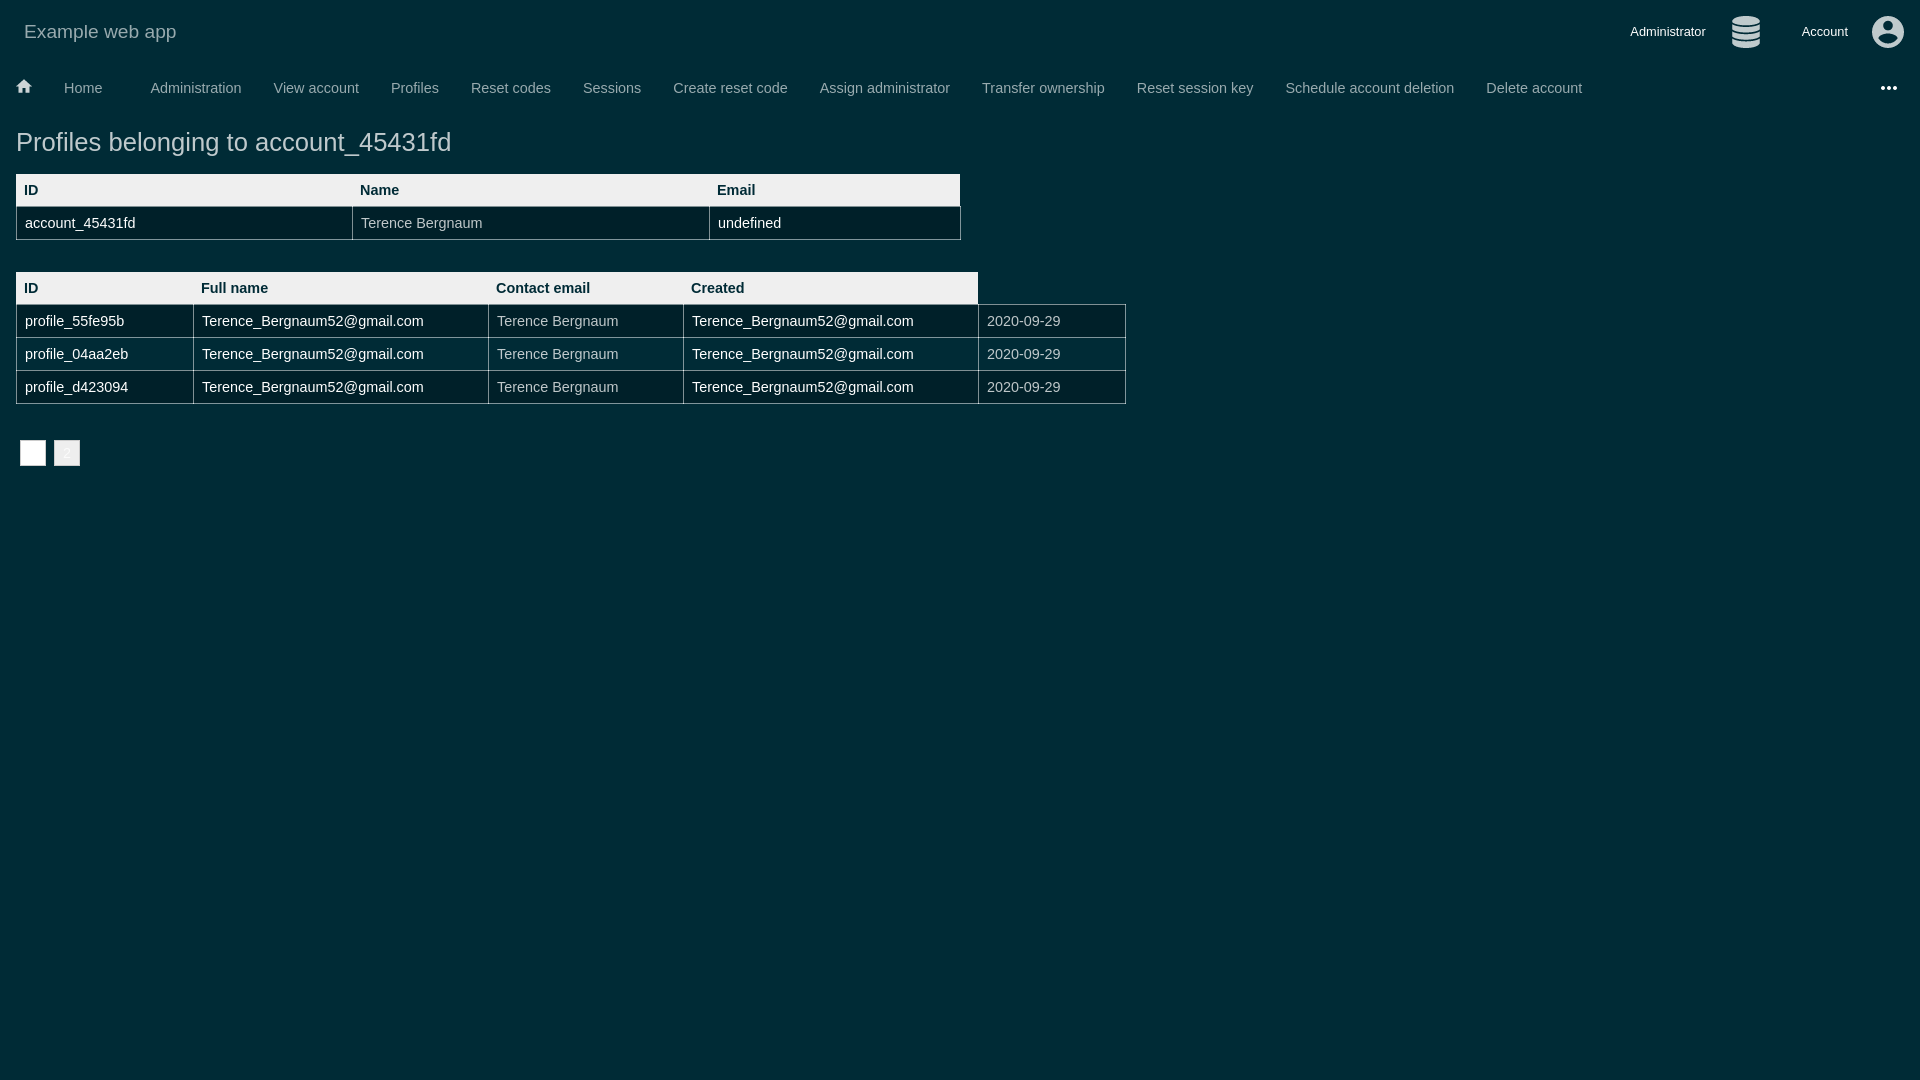 Example web app
Administrator Account
Home Administration View account Profiles Reset codes Sessions Create reset code Assign administrator Transfer ownership Reset session key Schedule account deletion Delete account
Profiles belonging to account_45431fd
ID Name Email
account_45431fd Terence Bergnaum undefined
ID Full name Contact email Created
profile_55fe95b Terence_Bergnaum52@gmail.com Terence Bergnaum Terence_Bergnaum52@gmail.com 2020-09-29
profile_04aa2eb Terence_Bergnaum52@gmail.com Terence Bergnaum Terence_Bergnaum52@gmail.com 2020-09-29
profile_d423094 Terence_Bergnaum52@gmail.com Terence Bergnaum Terence_Bergnaum52@gmail.com 2020-09-29
2